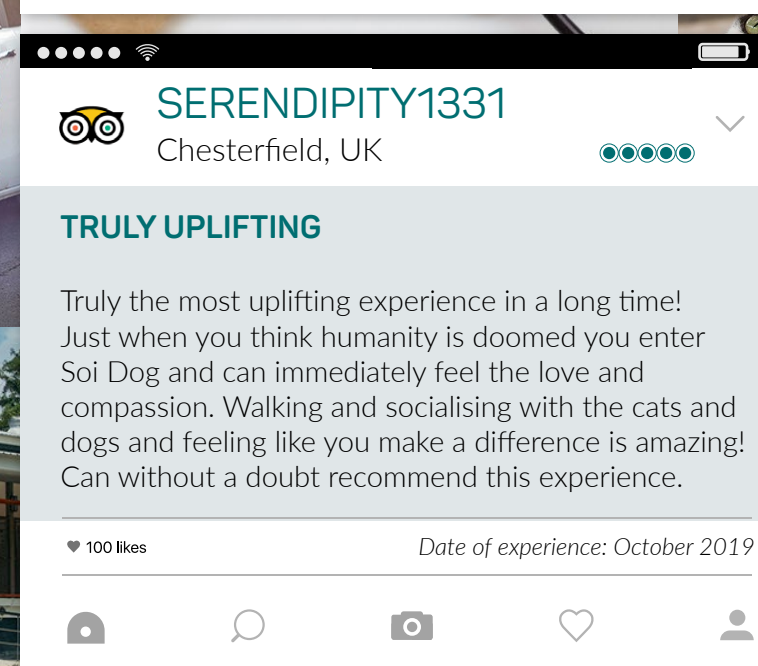 SERENDIPITY1331
Chesterfield, UK
TRULY UPLIFTING
Truly the most uplifting experience in a long time!
Just when you think humanity is doomed you enter
Soi Dog and can immediately feel the love and
compassion. Walking and socialising with the cats and
dogs and feeling like you make a difference is amazing!
Can without a doubt recommend this experience.
100 likes
Date of experience: October 2019